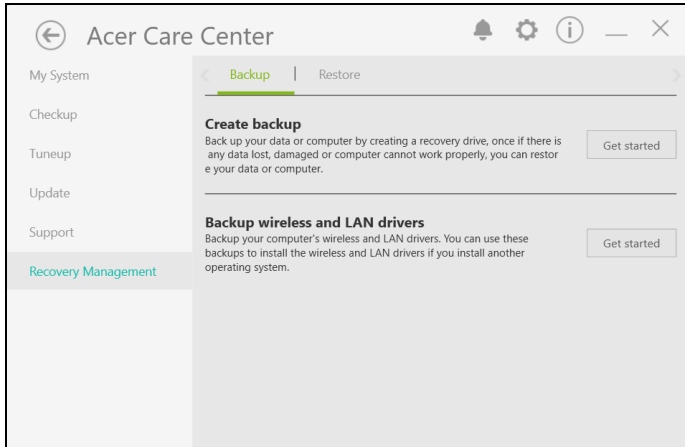 Acer Care Center
My System
Checkup
Tuneup
Update
Support
Recovery Management
Backup | Restore
Create backup
Back up your data or computer by creating a recovery drive, once if there is
any data lost, damaged or computer cannot work properly, you can restor
e your data or computer.
Get started
Backup wireless and LAN drivers
Backup your computer's wireless and LAN drivers. You can use these
backups to install the wireless and LAN drivers if you install another
operating system.
Get started